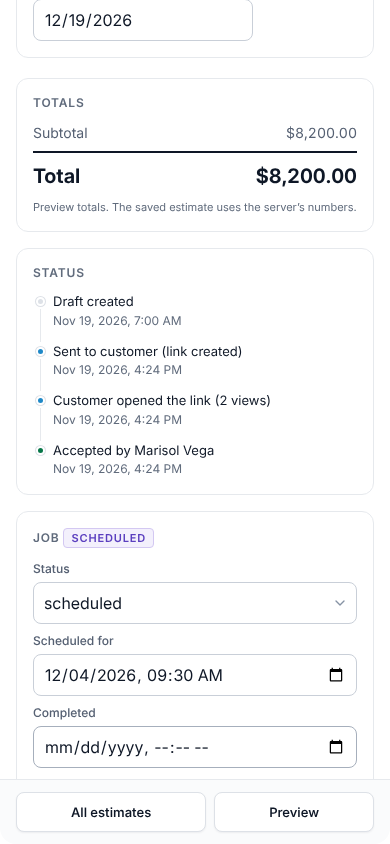 12/19/2026
TOTALS
Subtotal $8,200.00
Total $8,200.00
Preview totals. The saved estimate uses the server's numbers.
STATUS
Draft created
Nov 19, 2026, 7:00 AM
Sent to customer (link created)
Nov 19, 2026, 4:24 PM
Customer opened the link (2 views)
Nov 19, 2026, 4:24 PM
Accepted by Marisol Vega
Nov 19, 2026, 4:24 PM
JOB SCHEDULED
Status
scheduled
Scheduled for
12/04/2026, 09:30 AM
Completed
mm/dd/yyyy, --:-- --
All estimates Preview